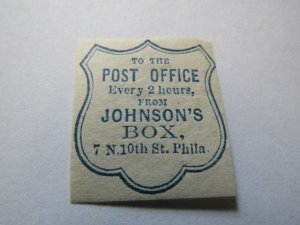 TO THE
POST OFFICE
Every 2 hours,
FROM
JOHNSON'S
BOX,
7 N.10th St. Phila.